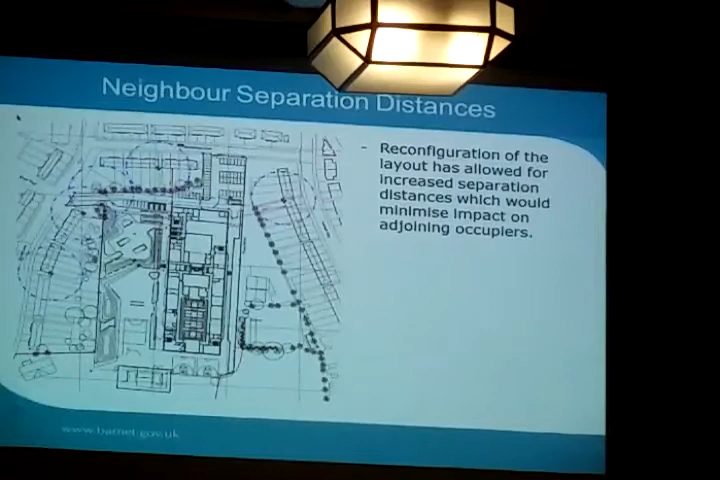 Neighbour Separation Distances
- Reconfiguration of the
layout has allowed for
increased separation
distances which would
minimise impact on
adjoining occupiers.
www.barnet.gov.uk